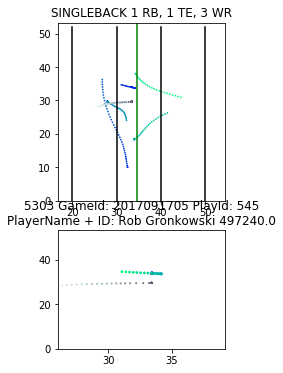 SINGLEBACK 1 RB, 1 TE, 3 WR
50
40
30
20
10
0
20 30 40 50
5303 GameId: 2017091705 PlayId: 545
PlayerName + ID: Rob Gronkowski 497240.0
40
20
0
30 35